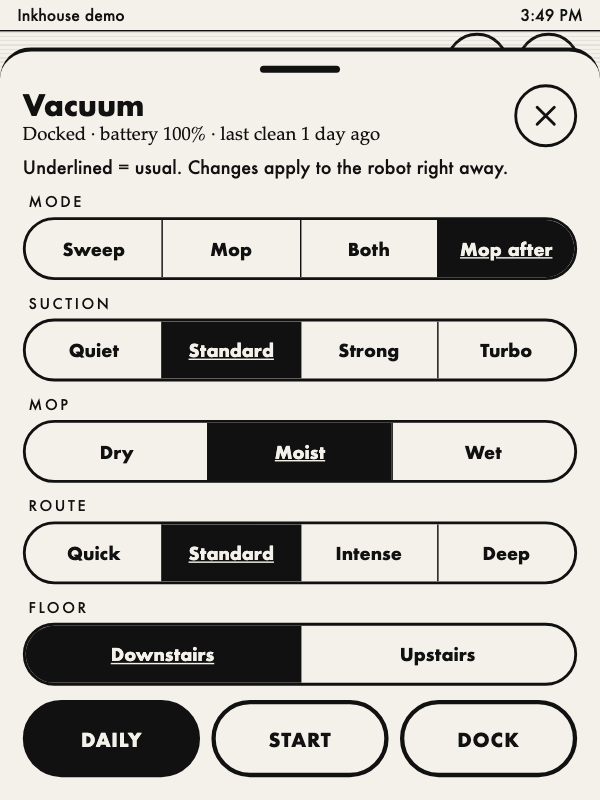 Inkhouse demo 3:49 PM
Vacuum
Docked · battery 100% · last clean 1 day ago
Underlined = usual. Changes apply to the robot right away.
MODE
Sweep Mop Both Mop after
SUCTION
Quiet Standard Strong Turbo
MOP
Dry Moist Wet
ROUTE
Quick Standard Intense Deep
FLOOR
Downstairs Upstairs
DAILY START DOCK